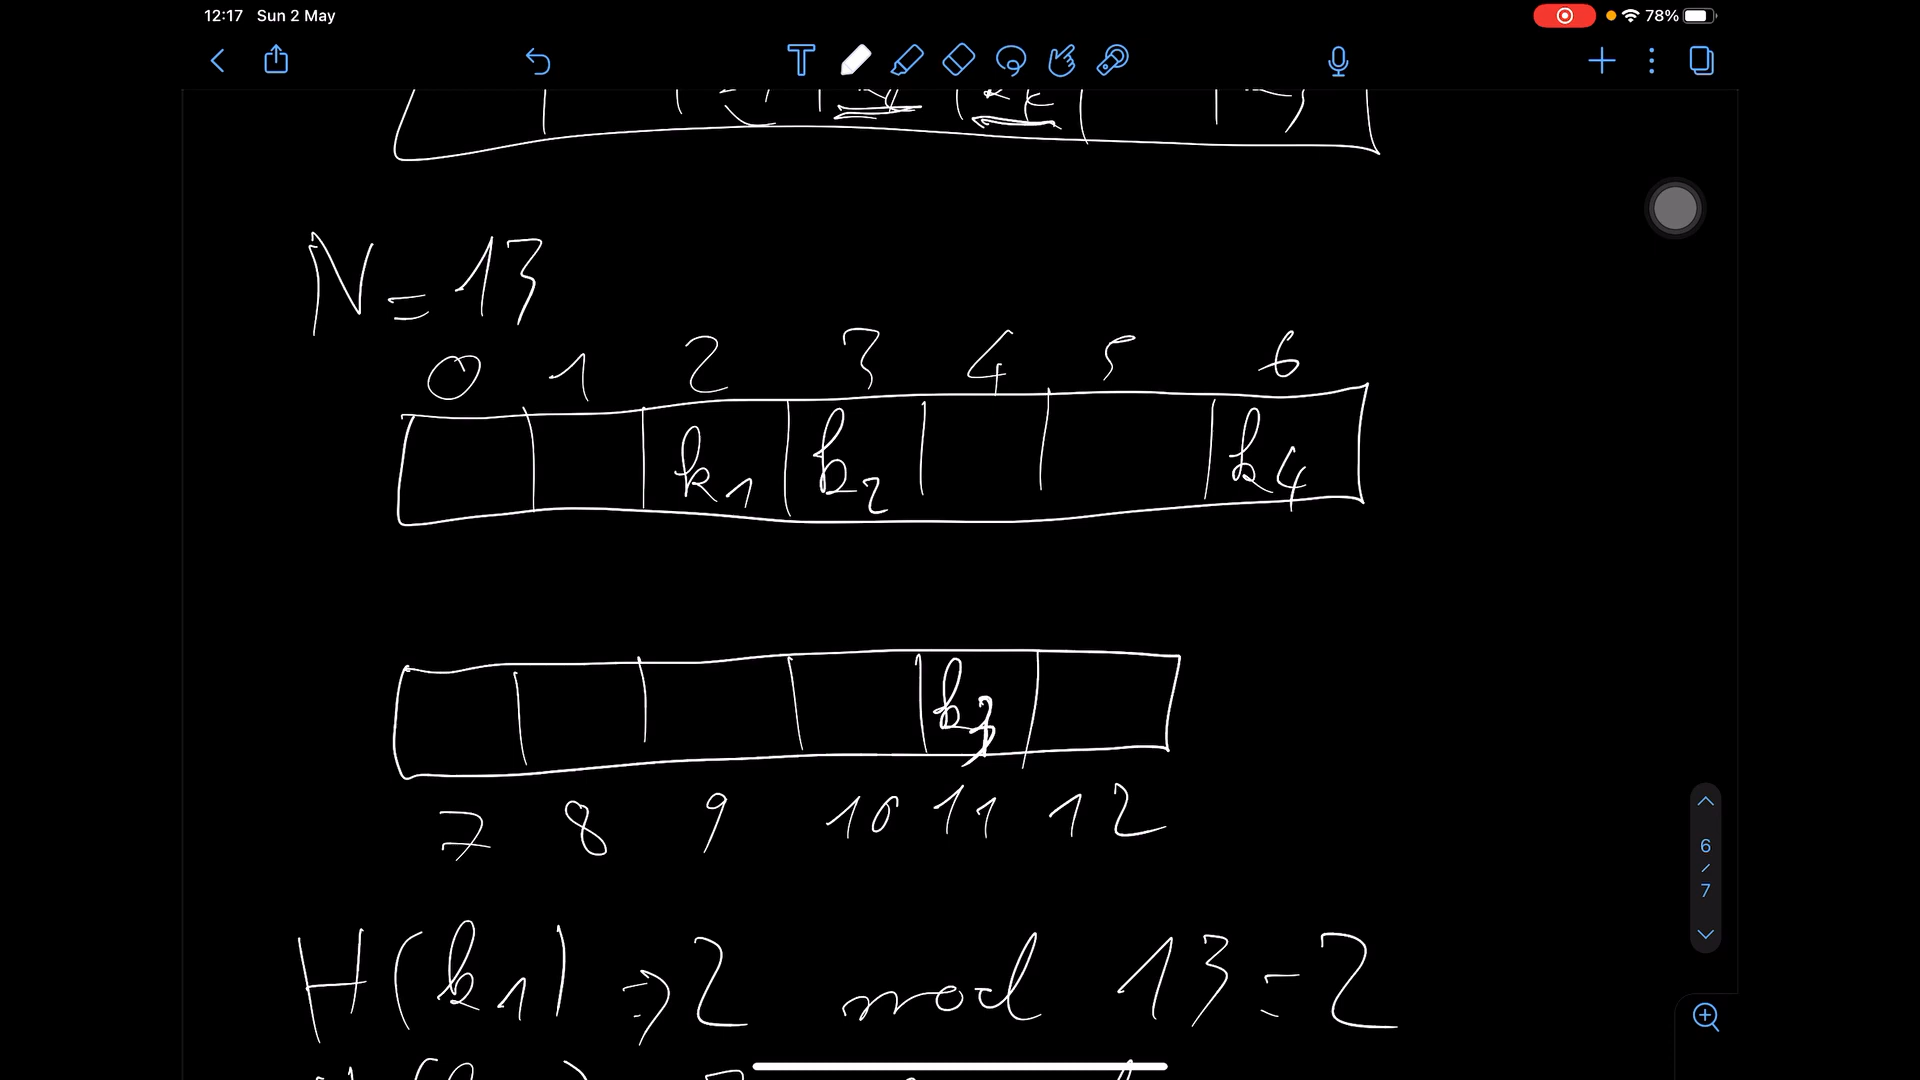 12:17 Sun 2 May 78%
N = 13
0 1 2 3 4 5 6
k1 k2 k4
k3
7 8 9 10 11 12
6
/
7
H(k1) => 2 mod 13 = 2